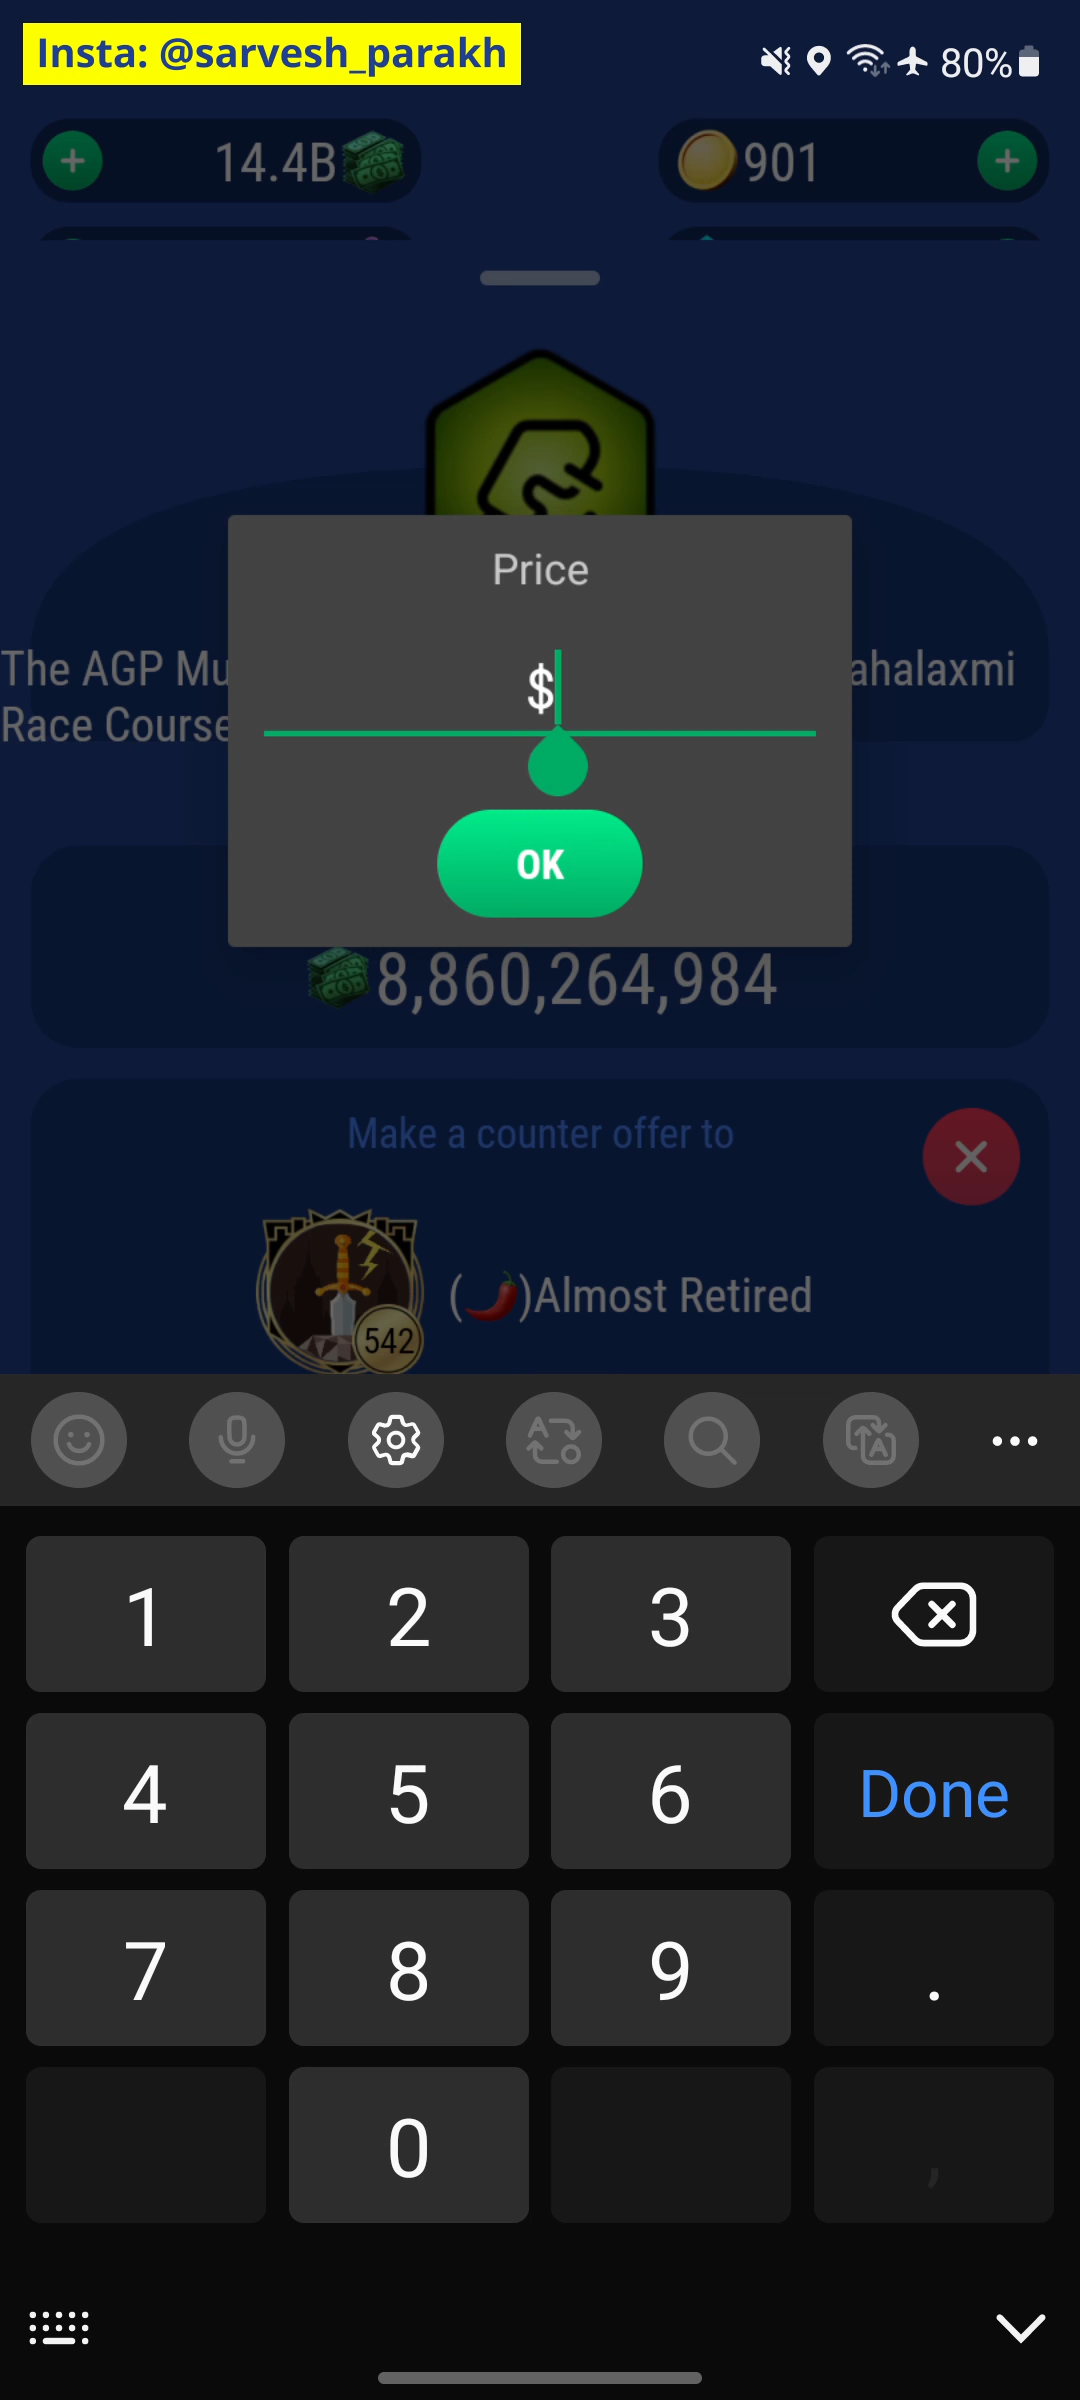 Insta: @sarvesh_parakh
80%
14.4B
901
Price
The AGP Mu
ahalaxmi
Race Course
$
OK
8,860,264,984
Make a counter offer to
542
(🌶️)Almost Retired
1 2 3
4 5 6 Done
7 8 9 .
0 ,